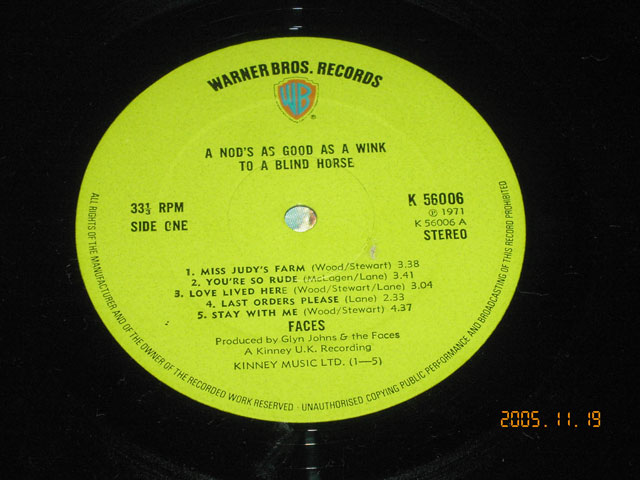 WARNER BROS. RECORDS
WB
®
A NOD'S AS GOOD AS A WINK
TO A BLIND HORSE
33⅓ RPM
SIDE ONE
K 56006
℗ 1971
K 56006 A
STEREO
1. MISS JUDY'S FARM (Wood/Stewart) 3.38
2. YOU'RE SO RUDE (McLagen/Lane) 3.41
3. LOVE LIVED HERE (Wood/Stewart/Lane) 3.04
4. LAST ORDERS PLEASE (Lane) 2.33
5. STAY WITH ME (Wood/Stewart) 4.37
FACES
Produced by Glyn Johns & the Faces
A Kinney U.K. Recording
KINNEY MUSIC LTD. (1—5)
ALL RIGHTS OF THE MANUFACTURER AND OF THE OWNER OF THE RECORDED WORK RESERVED · UNAUTHORISED COPYING PUBLIC PERFORMANCE AND BROADCASTING OF THIS RECORD PROHIBITED
2005.11.19